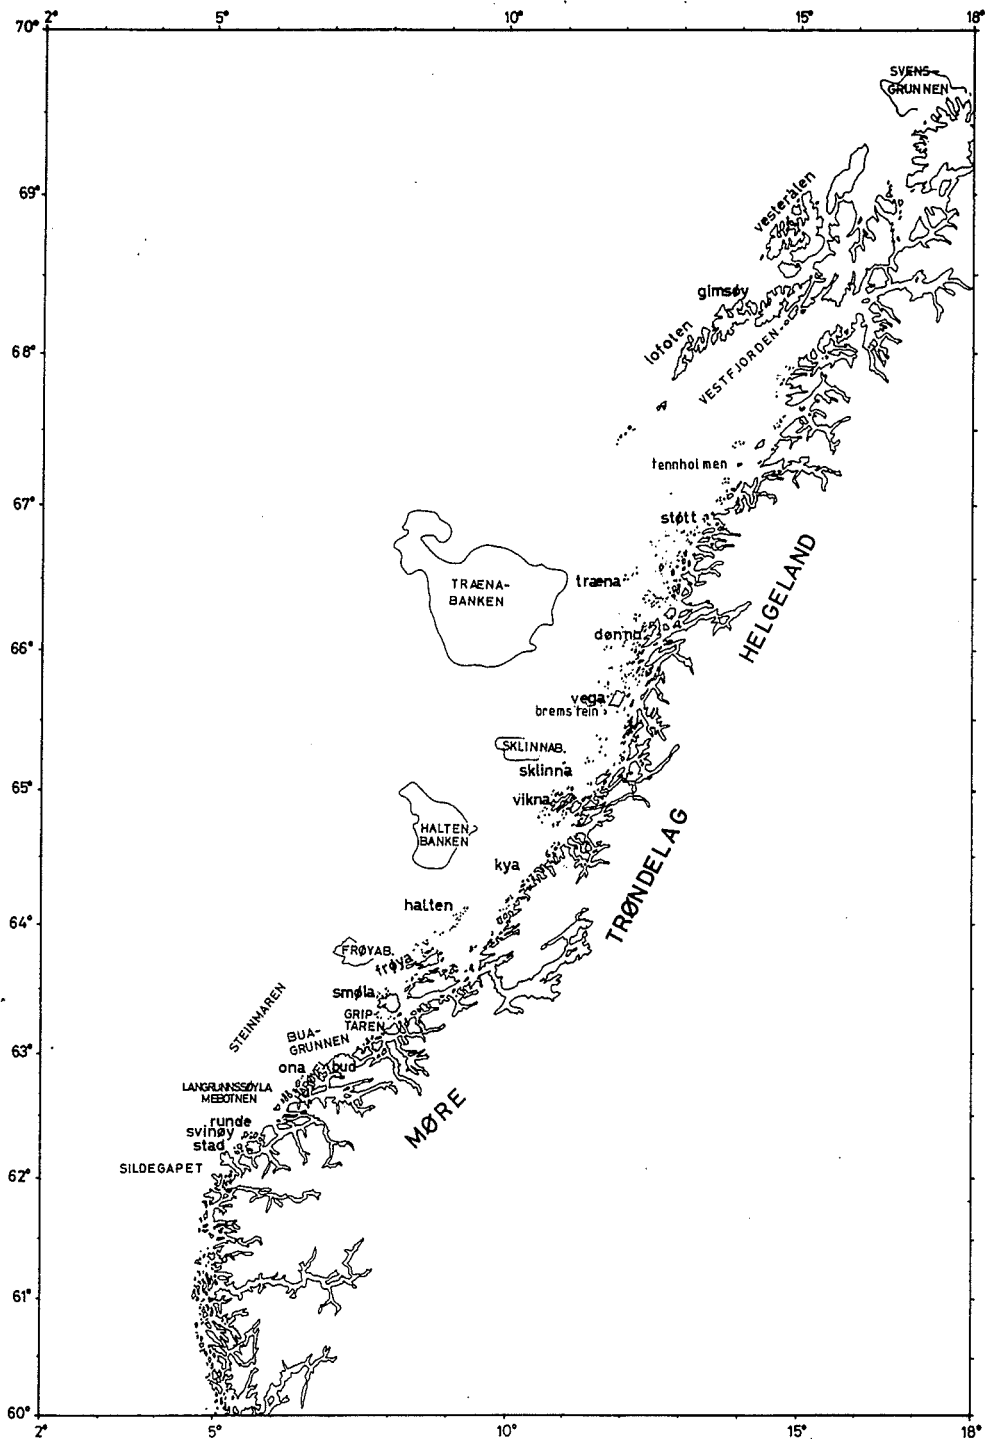 2° 5° 10° 15° 18°
70°
SVENS-
GRUNNEN
69°
vesterålen
gimsøy
lofoten
68°
VESTFJORDEN
tennholmen
67°
støtt
HELGELAND
TRÆNA-
BANKEN
træna
66°
dønna
vega
bremstein
SKLINNAB.
sklinna
65°
vikna
HALTEN
BANKEN
TRØNDELAG
kya
halten
64°
FRØYAB.
frøya
smøla
STEINMAREN
GRIP-
TAREN
BUA-
GRUNNEN
63°
ona
bud
LANGRUNNSSØYLA
MEBOTNEN
MØRE
runde
svinøy
stad
SILDEGAPET
62°
61°
60°
2° 5° 10° 15° 18°